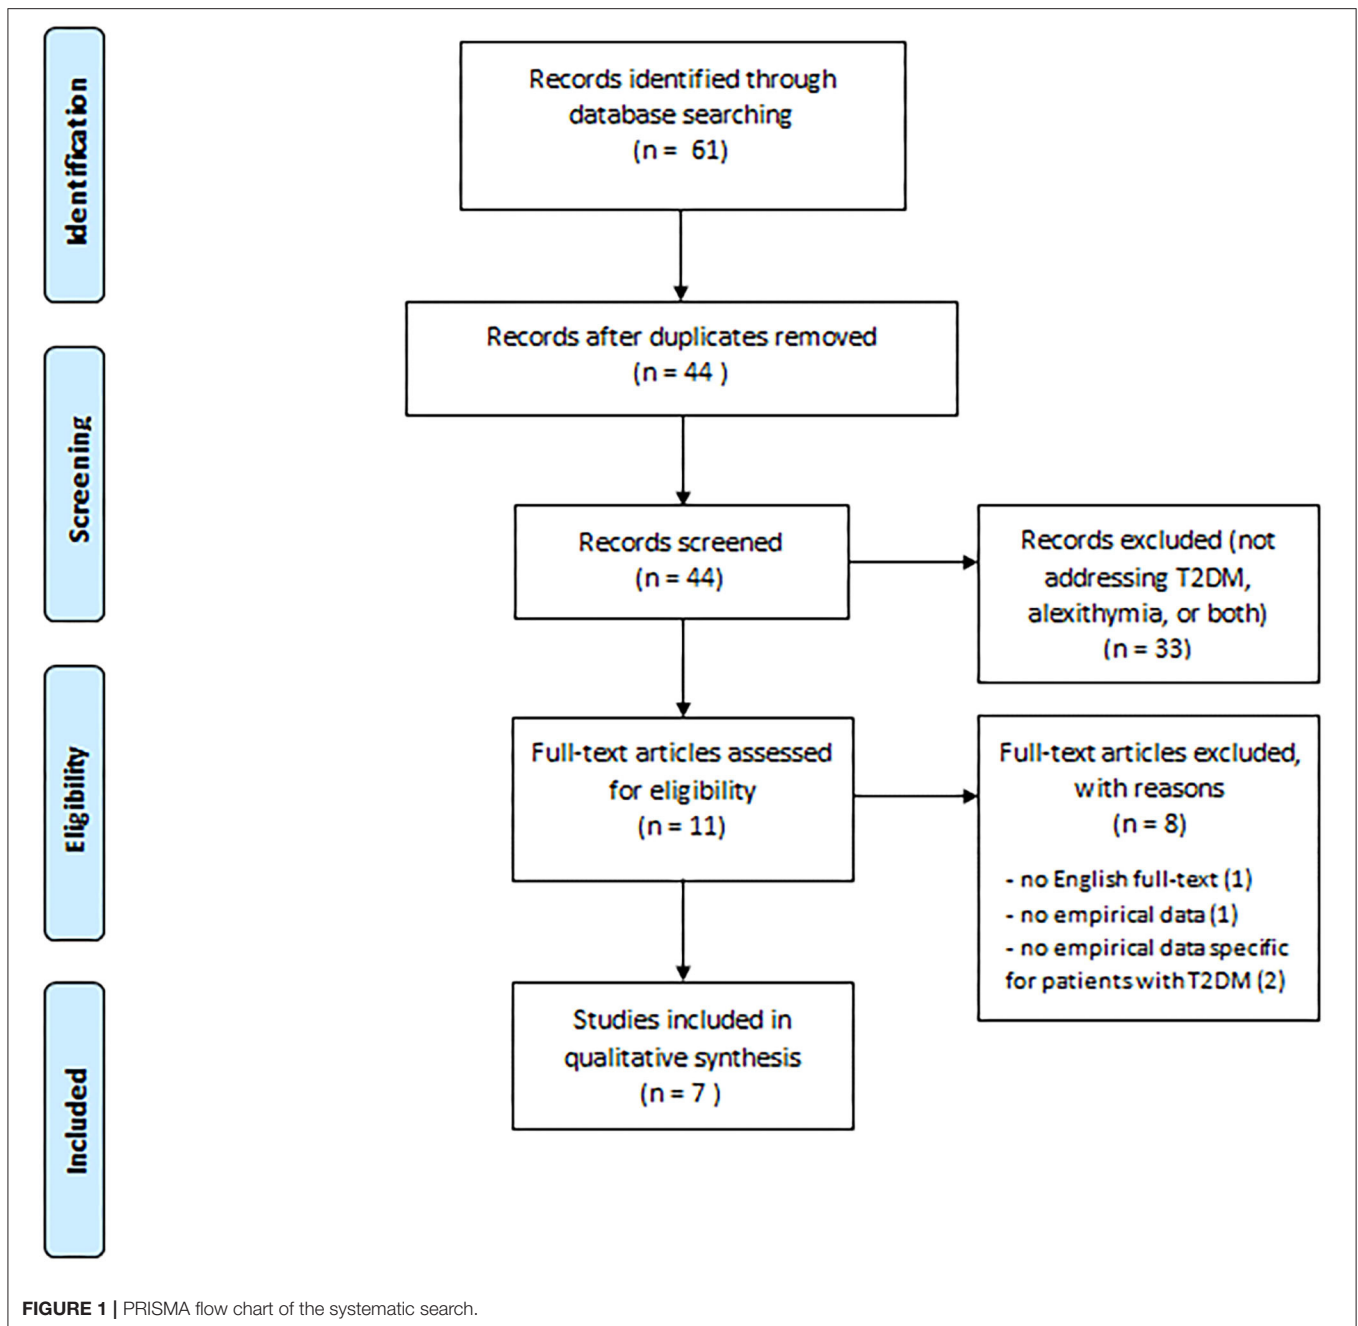 Identification
Records identified through
database searching
(n = 61)
Records after duplicates removed
(n = 44 )
Screening
Records screened
(n = 44)
Records excluded (not
addressing T2DM,
alexithymia, or both)
(n = 33)
Eligibility
Full-text articles assessed
for eligibility
(n = 11)
Full-text articles excluded,
with reasons
(n = 8)
- no English full-text (1)
- no empirical data (1)
- no empirical data specific
for patients with T2DM (2)
Included
Studies included in
qualitative synthesis
(n = 7 )
FIGURE 1 | PRISMA flow chart of the systematic search.